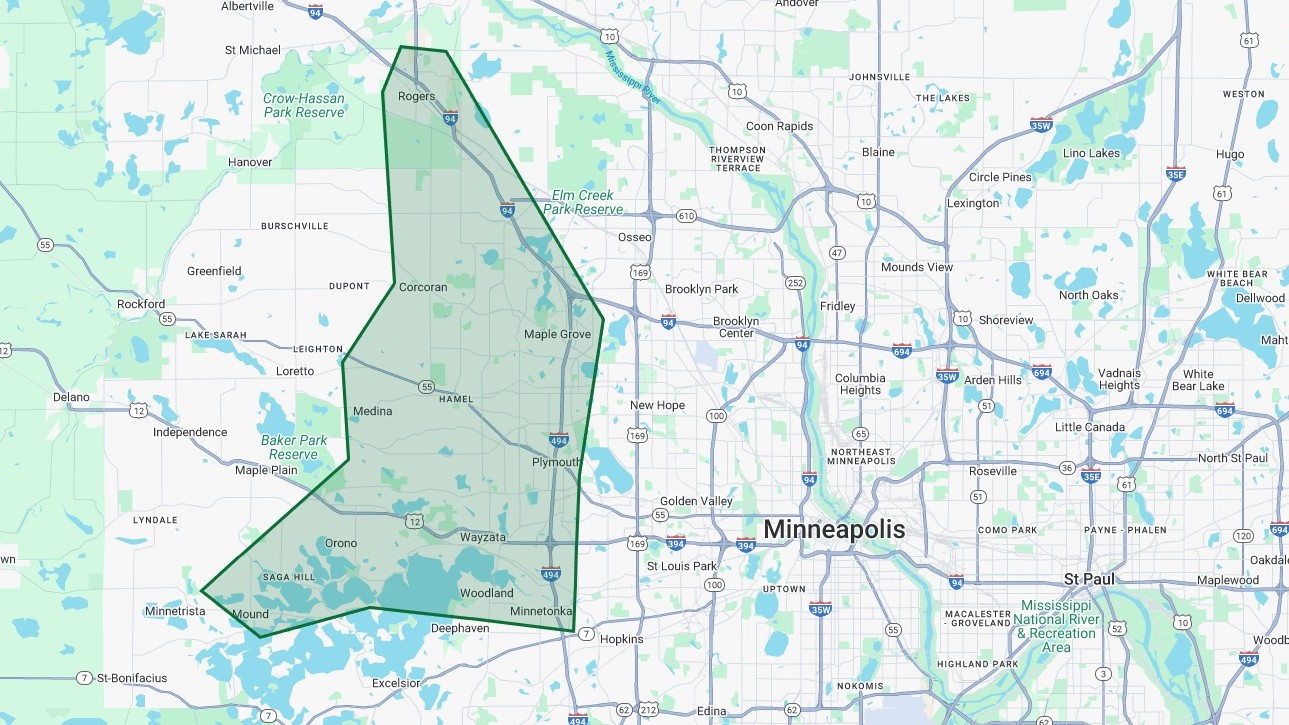 Albertville
94
Andover
10
61
St Michael
JOHNSVILLE
Mississippi River
10
THE LAKES
WESTON
Crow-Hassan
Park Reserve
Rogers
94
Coon Rapids
35W
Blaine
Lino Lakes
Hugo
Hanover
THOMPSON
RIVERVIEW
TERRACE
Circle Pines
35E
61
Elm Creek
Park Reserve
94
10
Lexington
610
BURSCHVILLE
Osseo
55
47
Greenfield
169
Mounds View
WHITE BEAR
BEACH
DUPONT
Corcoran
252
Brooklyn Park
North Oaks
Dellwood
Rockford
Fridley
55
94
Brooklyn
Center
10
Shoreview
LAKE SARAH
Maple Grove
94
694
Maht
12
LEIGHTON
Loretto
694
35W
Arden Hills
694
Vadnais
Heights
White
Bear Lake
55
HAMEL
Columbia
Heights
Delano
12
Medina
New Hope
100
51
694
Independence
494
169
65
Little Canada
Baker Park
Reserve
NORTHEAST
MINNEAPOLIS
Maple Plain
Plymouth
Roseville
36
North St Paul
94
35E
61
51
Golden Valley
LYNDALE
12
55
Minneapolis
COMO PARK
PAYNE - PHALEN
694
Orono
Wayzata
169
394
394
120
Oakdal
wn
St Louis Park
SAGA HILL
494
100
UPTOWN
94
St Paul
Maplewood
Woodland
Minnetrista
Mound
Minnetonka
35W
MACALESTER
- GROVELAND
Mississippi
National River
& Recreation
Area
52
10
Deephaven
7
Hopkins
55
Woodb
HIGHLAND PARK
494
7
St-Bonifacius
Excelsior
3
NOKOMIS
7
494
62
212
Edina
62
62